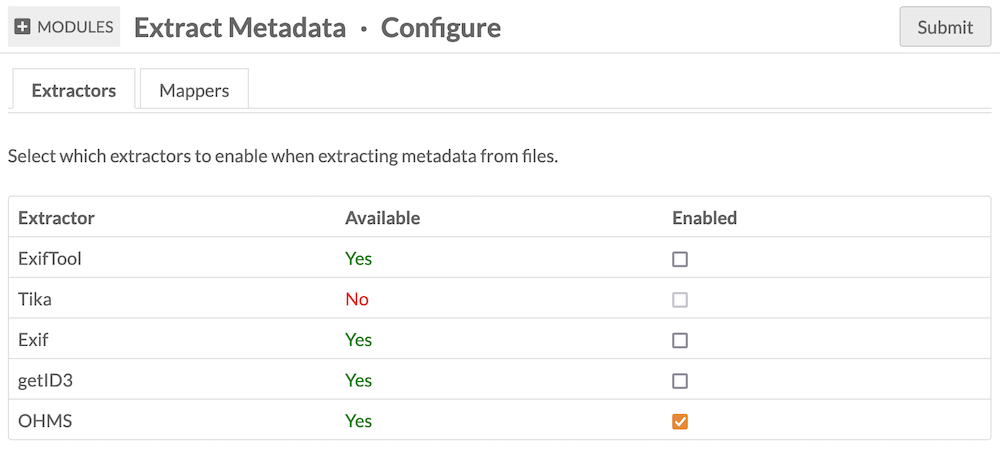 MODULES Extract Metadata · Configure Submit
Extractors Mappers
Select which extractors to enable when extracting metadata from files.
Extractor Available Enabled
ExifTool Yes
Tika No
Exif Yes
getID3 Yes
OHMS Yes